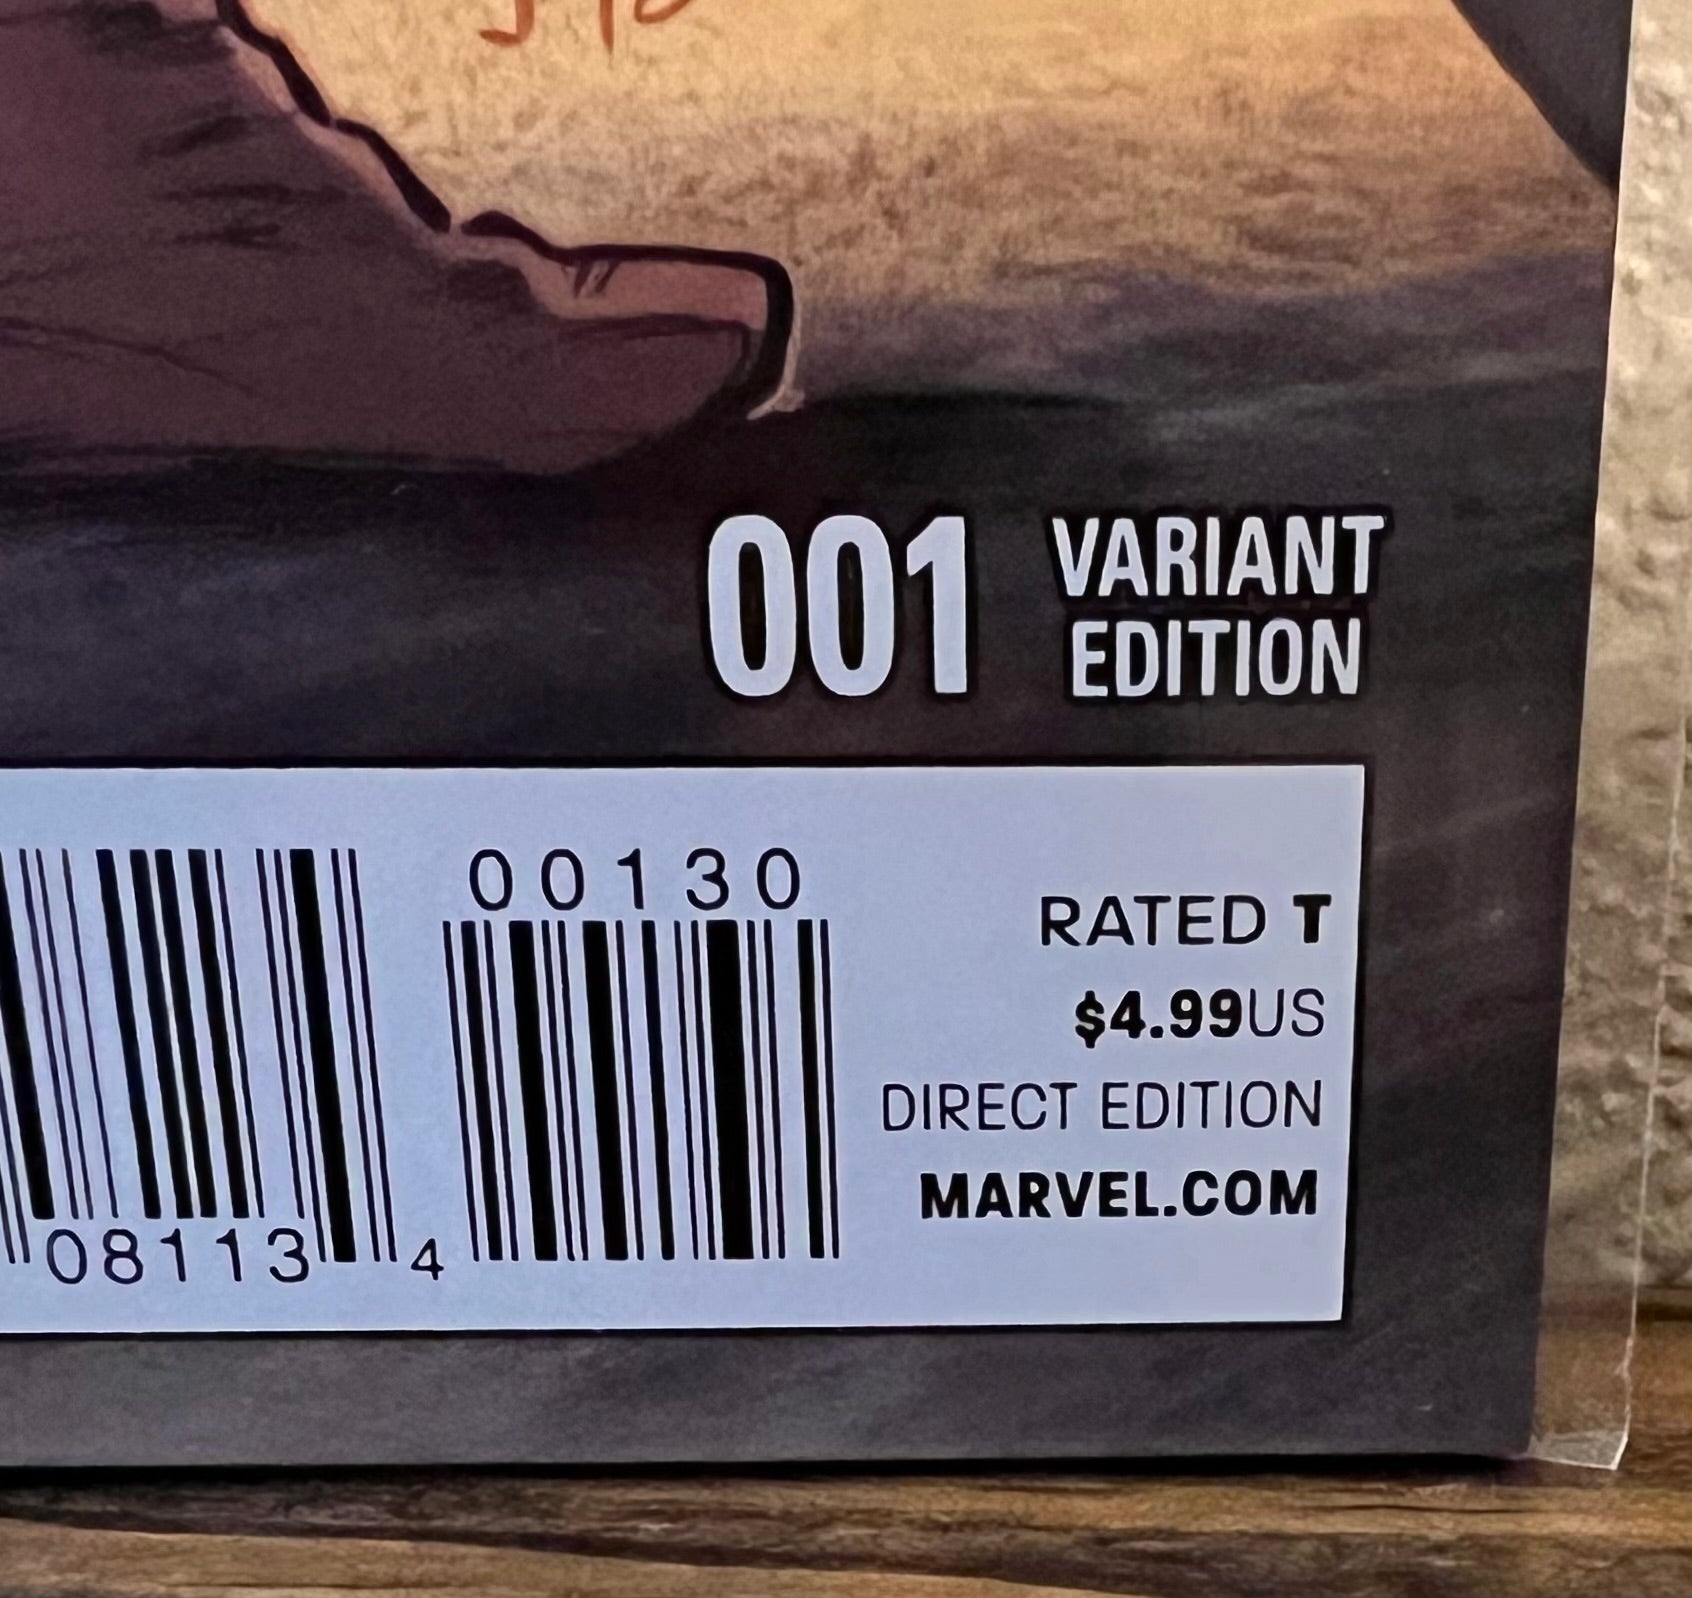 001
VARIANT
EDITION
00130
RATED T
$4.99US
DIRECT EDITION
MARVEL.COM
08113
4